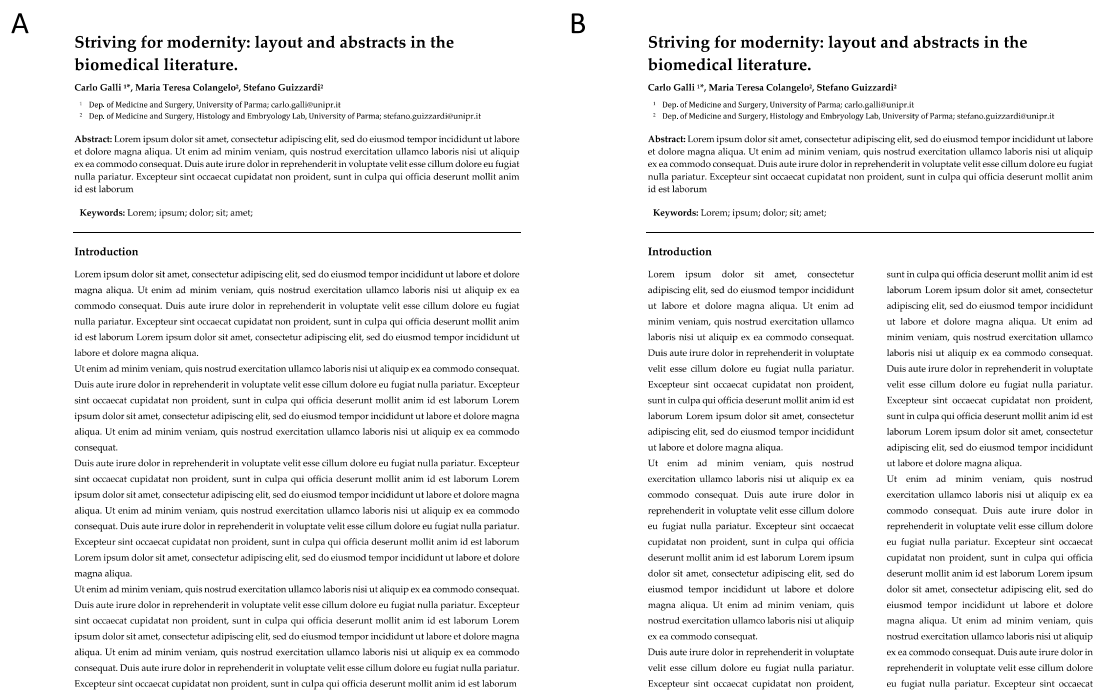 A
Striving for modernity: layout and abstracts in the
biomedical literature.
Carlo Galli ¹*, Maria Teresa Colangelo², Stefano Guizzardi²
¹ Dep. of Medicine and Surgery, University of Parma; carlo.galli@unipr.it
² Dep. of Medicine and Surgery, Histology and Embryology Lab, University of Parma; stefano.guizzardi@unipr.it
Abstract: Lorem ipsum dolor sit amet, consectetur adipiscing elit, sed do eiusmod tempor incididunt ut labore
et dolore magna aliqua. Ut enim ad minim veniam, quis nostrud exercitation ullamco laboris nisi ut aliquip
ex ea commodo consequat. Duis aute irure dolor in reprehenderit in voluptate velit esse cillum dolore eu fugiat
nulla pariatur. Excepteur sint occaecat cupidatat non proident, sunt in culpa qui officia deserunt mollit anim
id est laborum
Keywords: Lorem; ipsum; dolor; sit; amet;
Introduction
Lorem ipsum dolor sit amet, consectetur adipiscing elit, sed do eiusmod tempor incididunt ut labore et dolore
magna aliqua. Ut enim ad minim veniam, quis nostrud exercitation ullamco laboris nisi ut aliquip ex ea
commodo consequat. Duis aute irure dolor in reprehenderit in voluptate velit esse cillum dolore eu fugiat
nulla pariatur. Excepteur sint occaecat cupidatat non proident, sunt in culpa qui officia deserunt mollit anim
id est laborum Lorem ipsum dolor sit amet, consectetur adipiscing elit, sed do eiusmod tempor incididunt ut
labore et dolore magna aliqua.
Ut enim ad minim veniam, quis nostrud exercitation ullamco laboris nisi ut aliquip ex ea commodo consequat.
Duis aute irure dolor in reprehenderit in voluptate velit esse cillum dolore eu fugiat nulla pariatur. Excepteur
sint occaecat cupidatat non proident, sunt in culpa qui officia deserunt mollit anim id est laborum Lorem
ipsum dolor sit amet, consectetur adipiscing elit, sed do eiusmod tempor incididunt ut labore et dolore magna
aliqua. Ut enim ad minim veniam, quis nostrud exercitation ullamco laboris nisi ut aliquip ex ea commodo
consequat.
Duis aute irure dolor in reprehenderit in voluptate velit esse cillum dolore eu fugiat nulla pariatur. Excepteur
sint occaecat cupidatat non proident, sunt in culpa qui officia deserunt mollit anim id est laborum Lorem
ipsum dolor sit amet, consectetur adipiscing elit, sed do eiusmod tempor incididunt ut labore et dolore magna
aliqua. Ut enim ad minim veniam, quis nostrud exercitation ullamco laboris nisi ut aliquip ex ea commodo
consequat. Duis aute irure dolor in reprehenderit in voluptate velit esse cillum dolore eu fugiat nulla pariatur.
Excepteur sint occaecat cupidatat non proident, sunt in culpa qui officia deserunt mollit anim id est laborum
Lorem ipsum dolor sit amet, consectetur adipiscing elit, sed do eiusmod tempor incididunt ut labore et dolore
magna aliqua.
Ut enim ad minim veniam, quis nostrud exercitation ullamco laboris nisi ut aliquip ex ea commodo consequat.
Duis aute irure dolor in reprehenderit in voluptate velit esse cillum dolore eu fugiat nulla pariatur. Excepteur
sint occaecat cupidatat non proident, sunt in culpa qui officia deserunt mollit anim id est laborum Lorem
ipsum dolor sit amet, consectetur adipiscing elit, sed do eiusmod tempor incididunt ut labore et dolore magna
aliqua. Ut enim ad minim veniam, quis nostrud exercitation ullamco laboris nisi ut aliquip ex ea commodo
consequat. Duis aute irure dolor in reprehenderit in voluptate velit esse cillum dolore eu fugiat nulla pariatur.
Excepteur sint occaecat cupidatat non proident, sunt in culpa qui officia deserunt mollit anim id est laborum
B
Striving for modernity: layout and abstracts in the
biomedical literature.
Carlo Galli ¹*, Maria Teresa Colangelo², Stefano Guizzardi²
¹ Dep. of Medicine and Surgery, University of Parma; carlo.galli@unipr.it
² Dep. of Medicine and Surgery, Histology and Embryology Lab, University of Parma; stefano.guizzardi@unipr.it
Abstract: Lorem ipsum dolor sit amet, consectetur adipiscing elit, sed do eiusmod tempor incididunt ut labore
et dolore magna aliqua. Ut enim ad minim veniam, quis nostrud exercitation ullamco laboris nisi ut aliquip
ex ea commodo consequat. Duis aute irure dolor in reprehenderit in voluptate velit esse cillum dolore eu fugiat
nulla pariatur. Excepteur sint occaecat cupidatat non proident, sunt in culpa qui officia deserunt mollit anim
id est laborum
Keywords: Lorem; ipsum; dolor; sit; amet;
Introduction
Lorem ipsum dolor sit amet, consectetur
adipiscing elit, sed do eiusmod tempor incididunt
ut labore et dolore magna aliqua. Ut enim ad
minim veniam, quis nostrud exercitation ullamco
laboris nisi ut aliquip ex ea commodo consequat.
Duis aute irure dolor in reprehenderit in voluptate
velit esse cillum dolore eu fugiat nulla pariatur.
Excepteur sint occaecat cupidatat non proident,
sunt in culpa qui officia deserunt mollit anim id est
laborum Lorem ipsum dolor sit amet, consectetur
adipiscing elit, sed do eiusmod tempor incididunt
ut labore et dolore magna aliqua.
Ut enim ad minim veniam, quis nostrud
exercitation ullamco laboris nisi ut aliquip ex ea
commodo consequat. Duis aute irure dolor in
reprehenderit in voluptate velit esse cillum dolore
eu fugiat nulla pariatur. Excepteur sint occaecat
cupidatat non proident, sunt in culpa qui officia
deserunt mollit anim id est laborum Lorem ipsum
dolor sit amet, consectetur adipiscing elit, sed do
eiusmod tempor incididunt ut labore et dolore
magna aliqua. Ut enim ad minim veniam, quis
nostrud exercitation ullamco laboris nisi ut aliquip
ex ea commodo consequat.
Duis aute irure dolor in reprehenderit in voluptate
velit esse cillum dolore eu fugiat nulla pariatur.
Excepteur sint occaecat cupidatat non proident,
sunt in culpa qui officia deserunt mollit anim id est
laborum Lorem ipsum dolor sit amet, consectetur
adipiscing elit, sed do eiusmod tempor incididunt
ut labore et dolore magna aliqua. Ut enim ad
minim veniam, quis nostrud exercitation ullamco
laboris nisi ut aliquip ex ea commodo consequat.
Duis aute irure dolor in reprehenderit in voluptate
velit esse cillum dolore eu fugiat nulla pariatur.
Excepteur sint occaecat cupidatat non proident,
sunt in culpa qui officia deserunt mollit anim id est
laborum Lorem ipsum dolor sit amet, consectetur
adipiscing elit, sed do eiusmod tempor incididunt
ut labore et dolore magna aliqua.
Ut enim ad minim veniam, quis nostrud
exercitation ullamco laboris nisi ut aliquip ex ea
commodo consequat. Duis aute irure dolor in
reprehenderit in voluptate velit esse cillum dolore
eu fugiat nulla pariatur. Excepteur sint occaecat
cupidatat non proident, sunt in culpa qui officia
deserunt mollit anim id est laborum Lorem ipsum
dolor sit amet, consectetur adipiscing elit, sed do
eiusmod tempor incididunt ut labore et dolore
magna aliqua. Ut enim ad minim veniam, quis
nostrud exercitation ullamco laboris nisi ut aliquip
ex ea commodo consequat. Duis aute irure dolor in
reprehenderit in voluptate velit esse cillum dolore
eu fugiat nulla pariatur. Excepteur sint occaecat